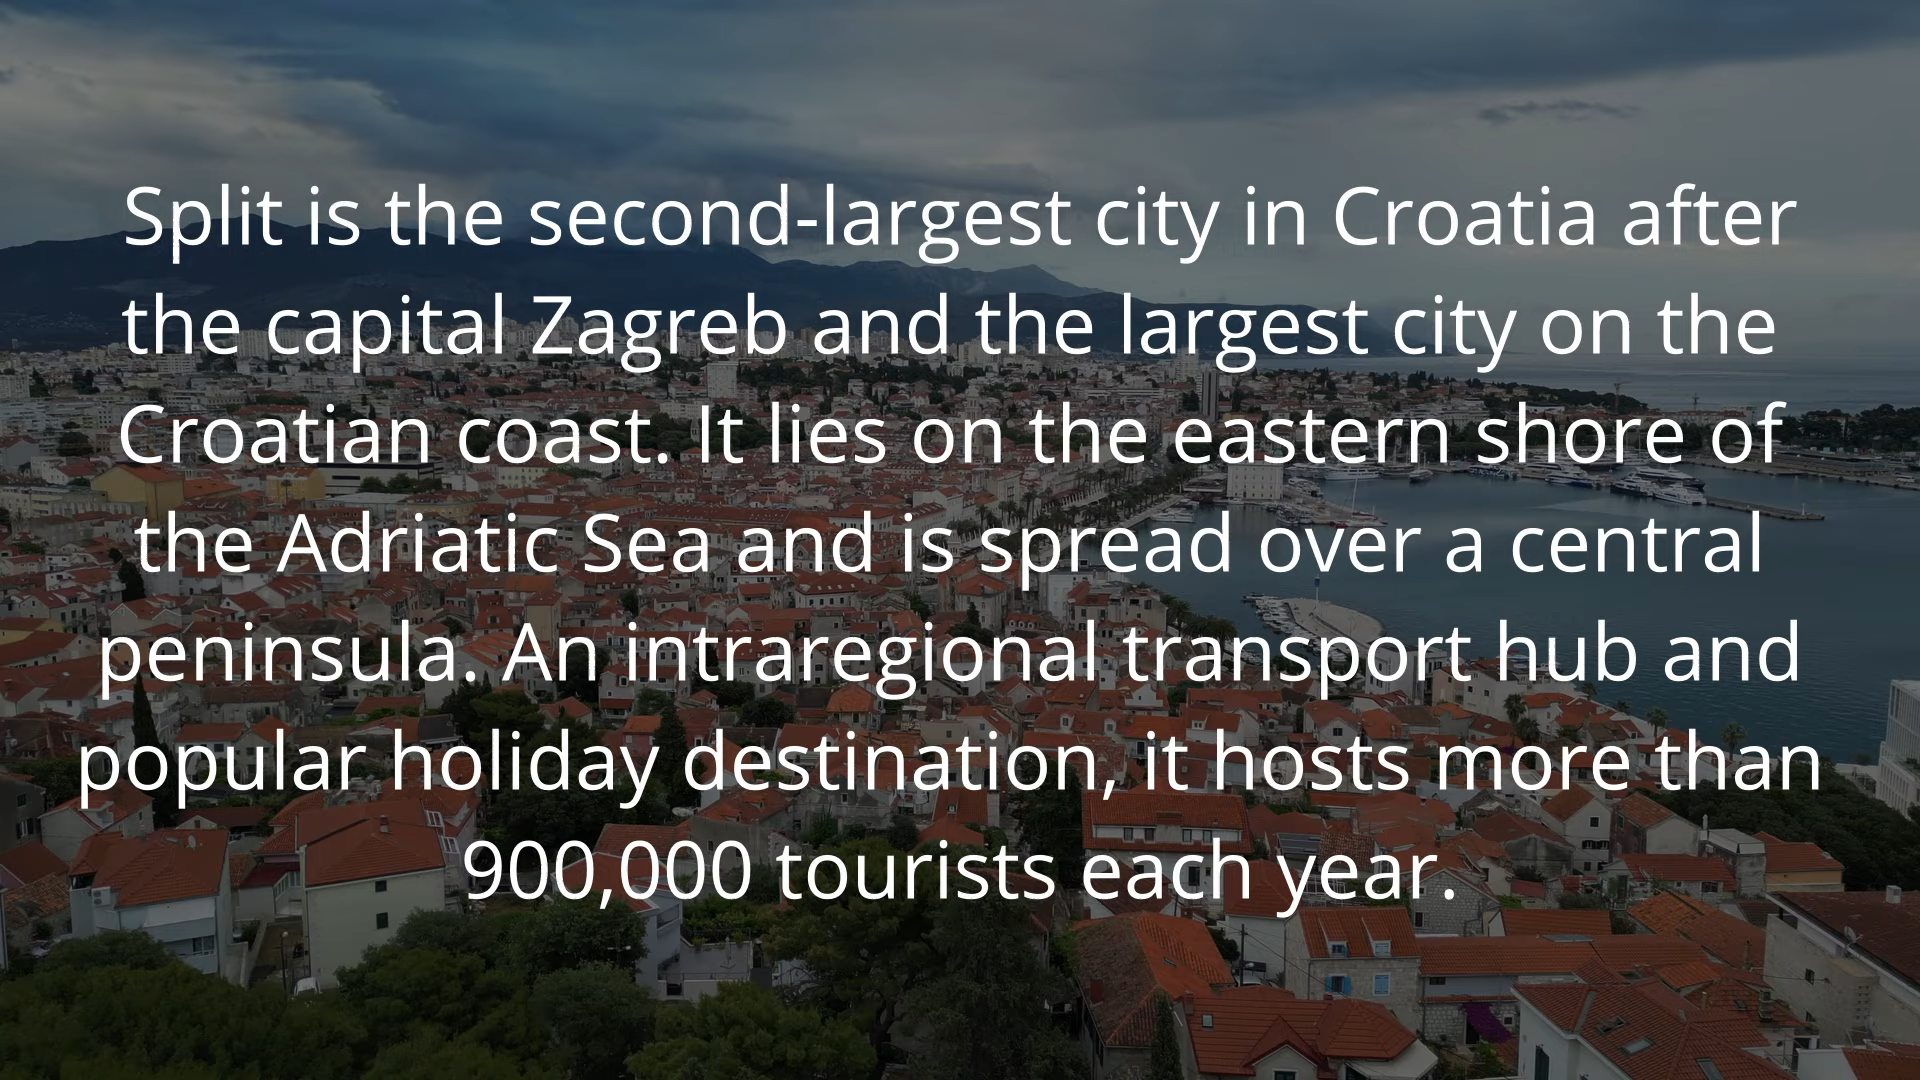 Split is the second-largest city in Croatia after
the capital Zagreb and the largest city on the
Croatian coast. It lies on the eastern shore of
the Adriatic Sea and is spread over a central
peninsula. An intraregional transport hub and
popular holiday destination, it hosts more than
900,000 tourists each year.